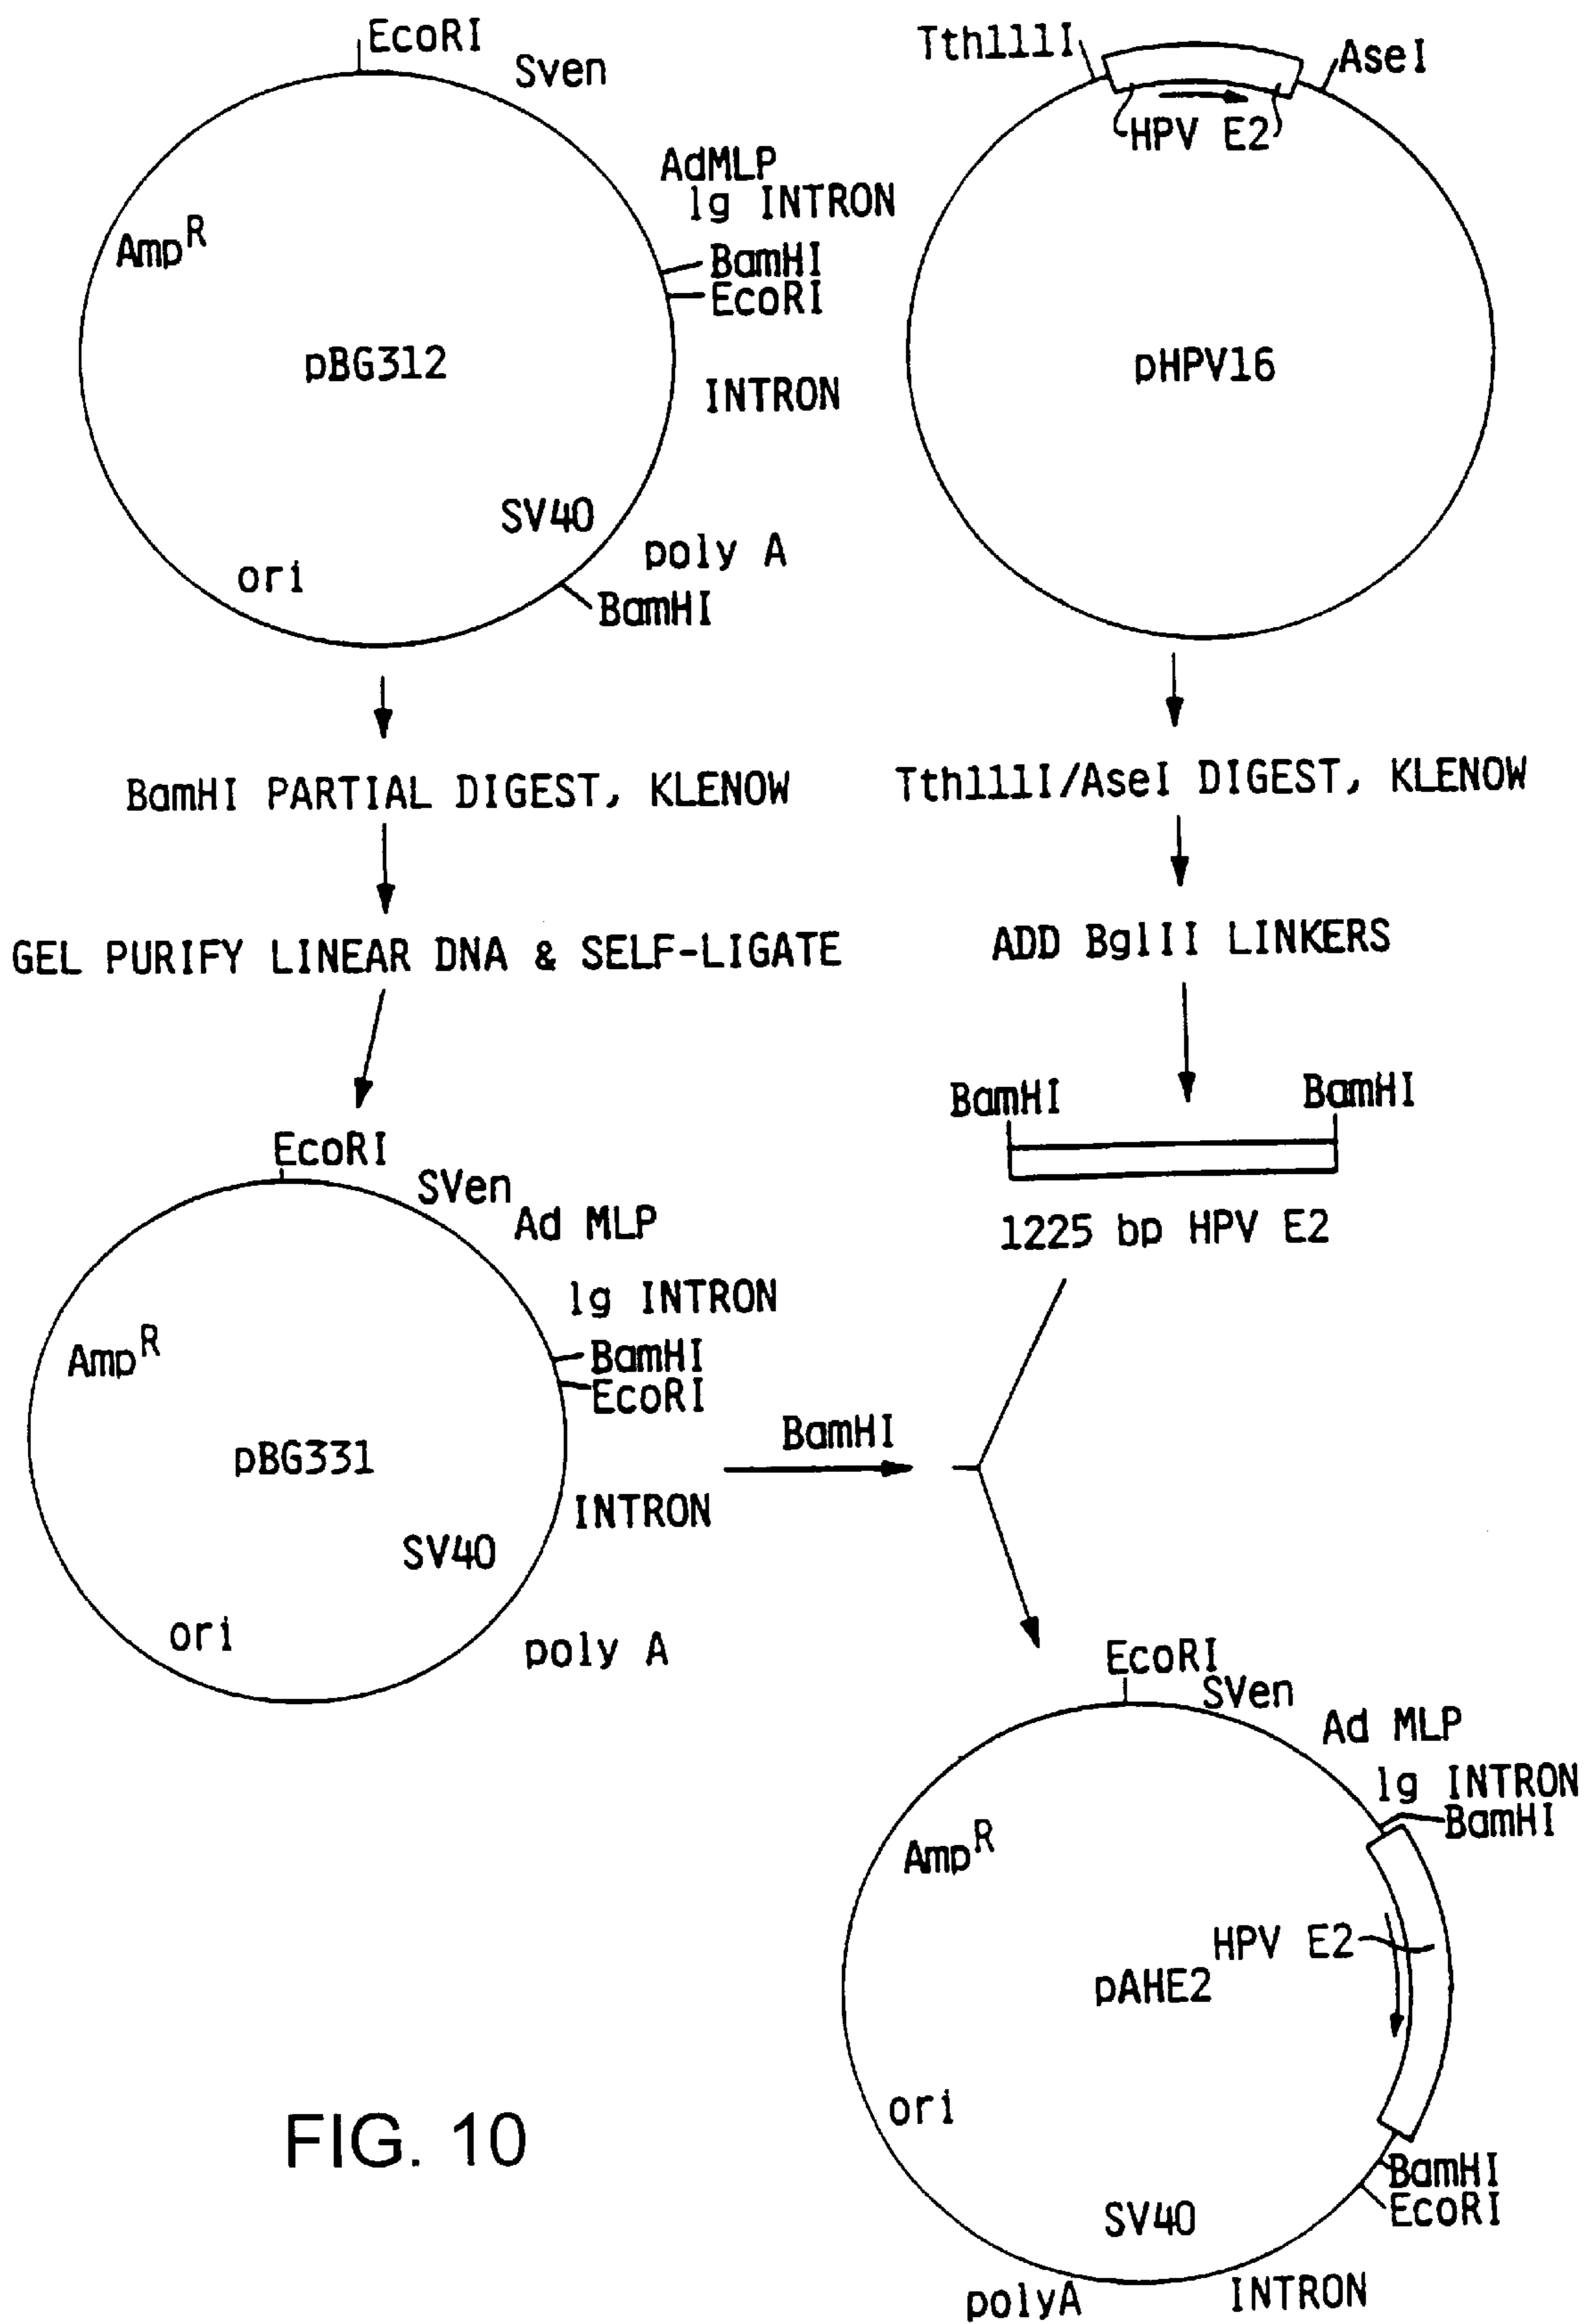 EcoRI
Sven
AdMLP
lg INTRON
BamHI
EcoRI
Amp^R
pBG312
INTRON
SV40
poly A
ori
BamHI
Tth111I
AseI
HPV E2
pHPV16
BamHI PARTIAL DIGEST, KLENOW
GEL PURIFY LINEAR DNA & SELF-LIGATE
Tth111I/AseI DIGEST, KLENOW
ADD BglII LINKERS
BamHI
BamHI
1225 bp HPV E2
EcoRI
SVen
Ad MLP
lg INTRON
BamHI
EcoRI
Amp^R
pBG331
INTRON
SV40
ori
poly A
BamHI
EcoRI
SVen
Ad MLP
lg INTRON
BamHI
Amp^R
HPV E2
pAHE2
ori
BamHI
EcoRI
SV40
polyA
INTRON
FIG. 10